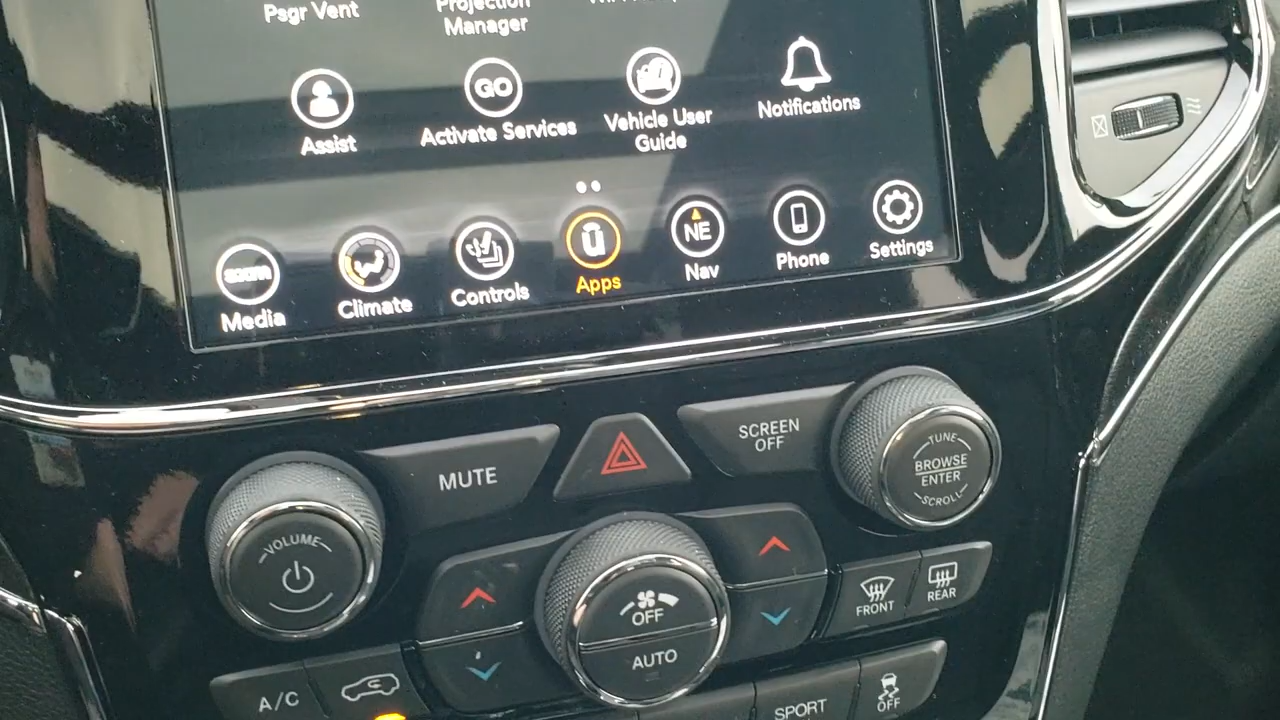 Psgr Vent
Projection
Manager
Assist
GO
Activate Services
Vehicle User
Guide
Notifications
Media
Climate
Controls
Apps
NE
Nav
Phone
Settings
MUTE
SCREEN
OFF
TUNE
BROWSE
ENTER
SCROLL
VOLUME
OFF
AUTO
FRONT
REAR
A/C
SPORT
OFF